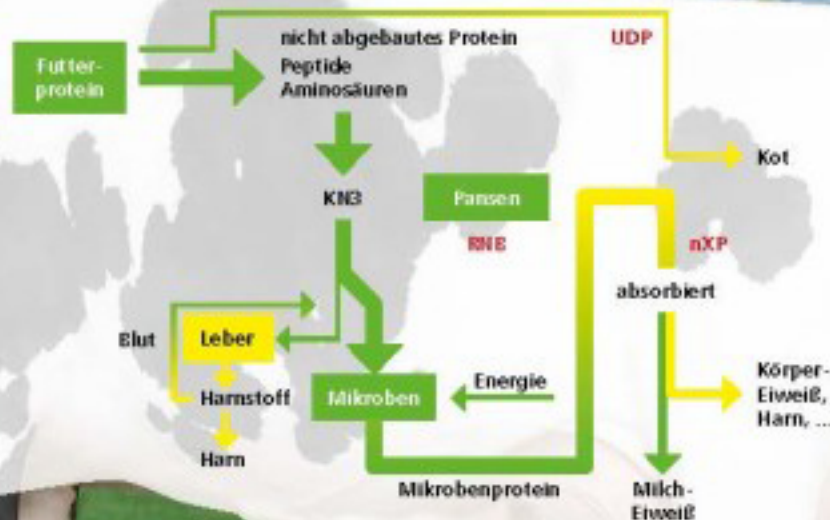 nicht abgebautes Protein UDP
Futter-
protein
Peptide
Aminosäuren
Kot
KN3
Pansen
RNB
nXP
absorbiert
Blut
Leber
Harnstoff
Harn
Mikroben
Energie
Körper-
Eiweiß,
Harn, ...
Mikrobenprotein
Milch-
Eiweiß